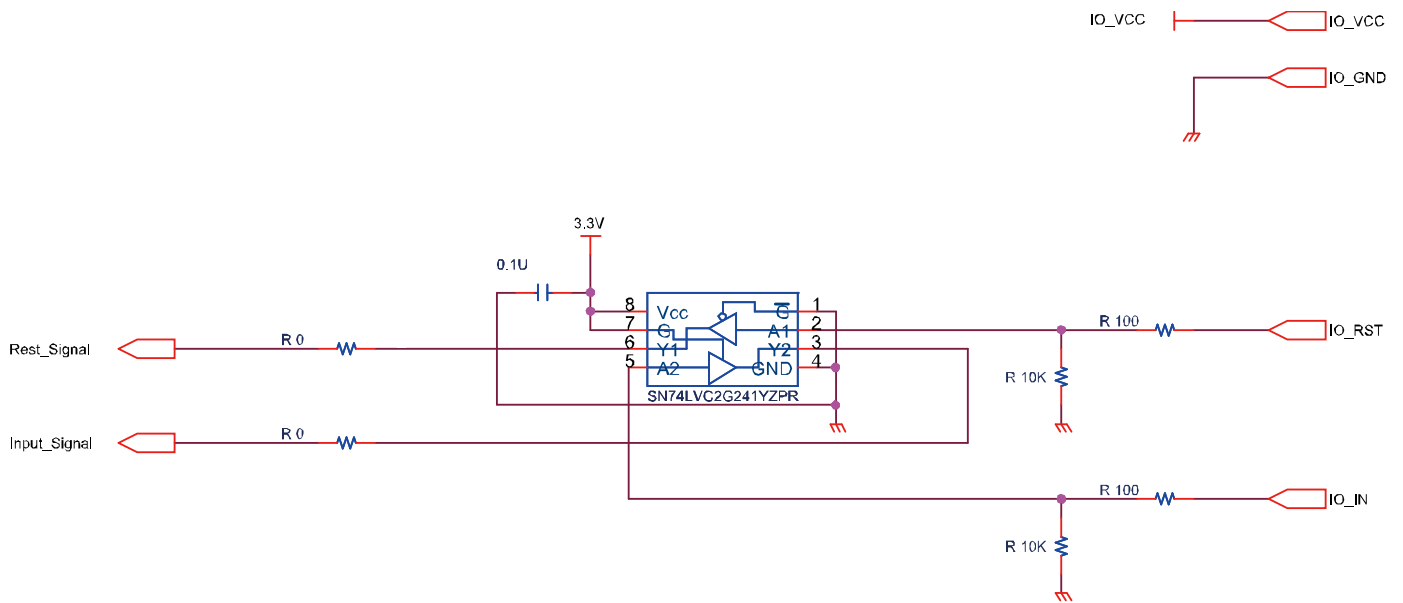 IO_VCC IO_VCC
IO_GND
3.3V
0.1U
8 Vcc G 1
7 G A1 2
6 Y1 Y2 3
5 A2 GND 4
SN74LVC2G241YZPR
Rest_Signal R 0
R 100 IO_RST
R 10K
Input_Signal R 0
R 100 IO_IN
R 10K